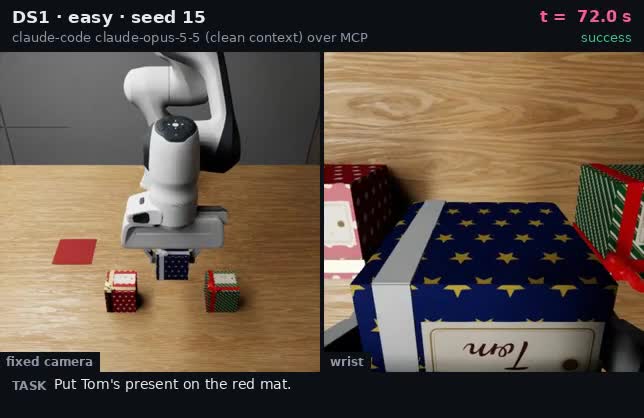 DS1 · easy · seed 15
t = 72.0 s
claude-code claude-opus-5-5 (clean context) over MCP
success
Tom
fixed camera
wrist
TASK Put Tom's present on the red mat.